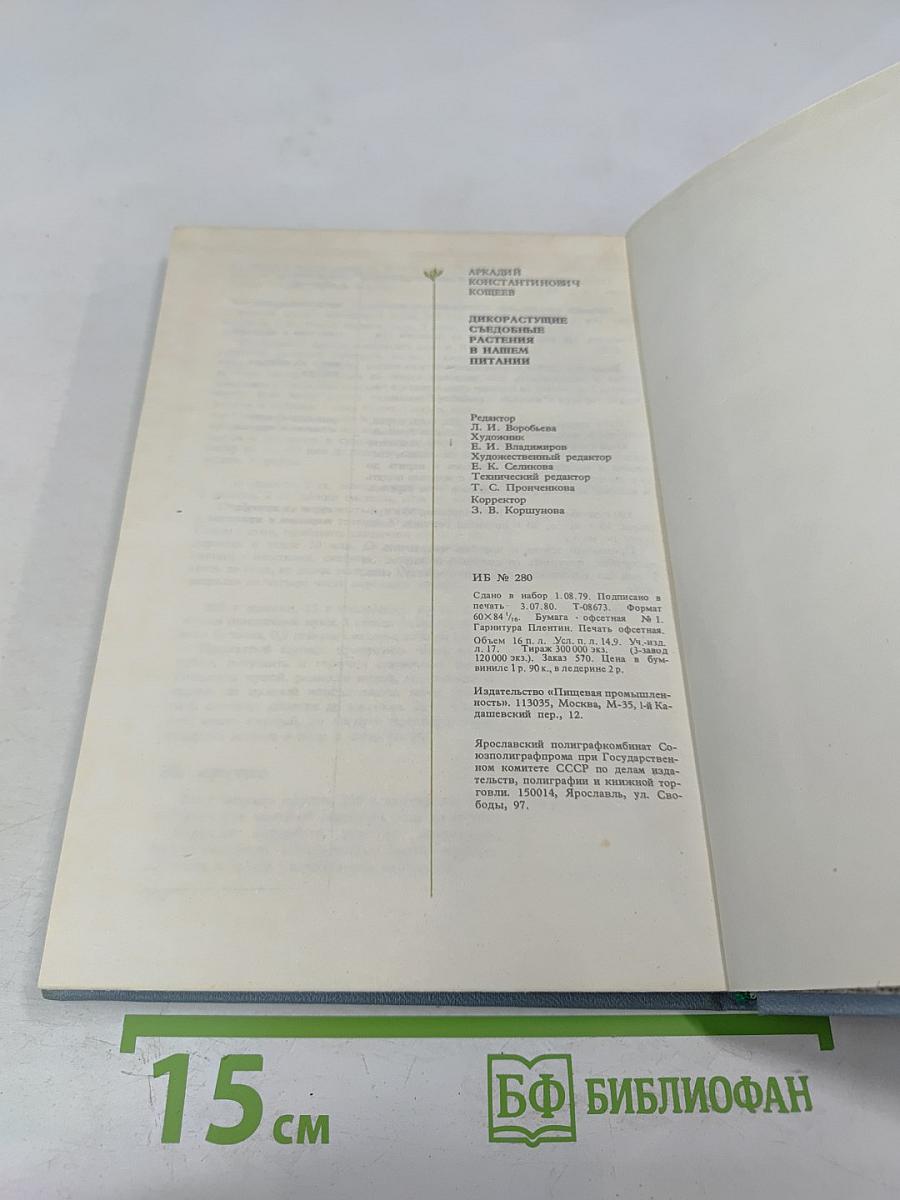 АРКАДИЙ
КОНСТАНТИНОВИЧ
КОЩЕЕВ
ДИКОРАСТУЩИЕ
СЪЕДОБНЫЕ
РАСТЕНИЯ
В НАШЕМ
ПИТАНИИ
Редактор
Л. И. Воробьева
Художник
Е. И. Владимиров
Художественный редактор
Е. К. Селикова
Технический редактор
Т. С. Пронченкова
Корректор
З. В. Коршунова
ИБ № 280
Сдано в набор 1.08.79. Подписано в
печать 3.07.80. Т-08673. Формат
60×84 1/16. Бумага офсетная № 1.
Гарнитура Плентин. Печать офсетная.
Объем 16 п. л. Усл. п. л. 14,9. Уч.-изд.
л. 17. Тираж 300 000 экз. (3-завод
120 000 экз.). Заказ 570. Цена в бум-
виниле 1 р. 90 к., в ледерине 2 р.
Издательство «Пищевая промышлен-
ность». 113035, Москва, М-35, 1-й Ка-
дашевский пер., 12.
Ярославский полиграфкомбинат Со-
юзполиграфпрома при Государствен-
ном комитете СССР по делам изда-
тельств, полиграфии и книжной тор-
говли. 150014, Ярославль, ул. Сво-
боды, 97.
15 см
БФ БИБЛИОФАН